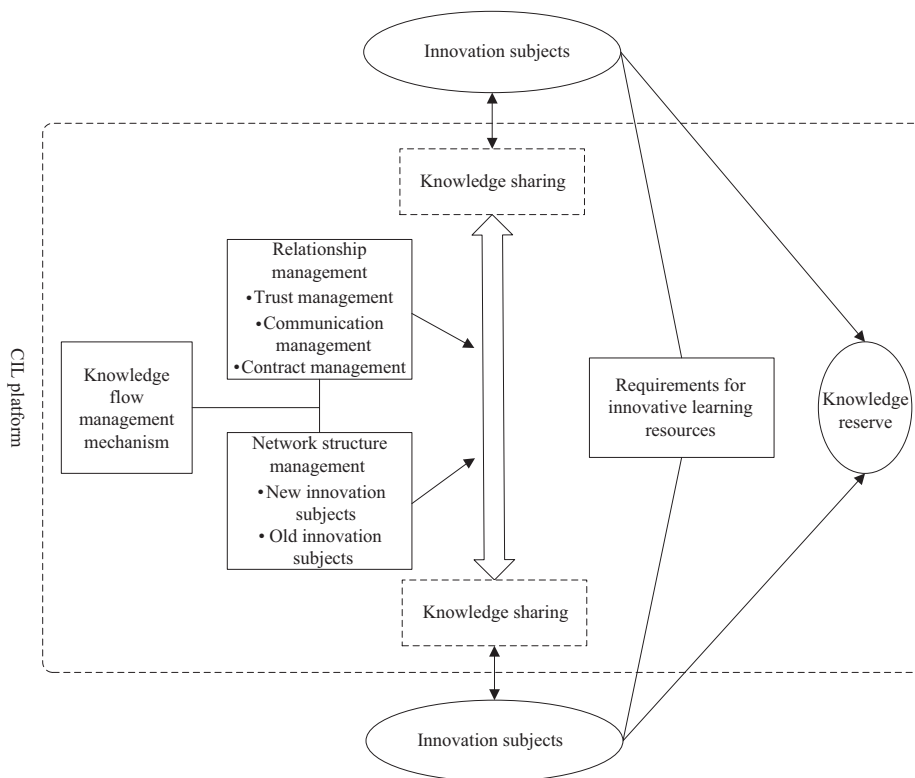 Innovation subjects
Knowledge sharing
Relationship
management
•Trust management
•Communication
management
•Contract management
CIL platform
Knowledge
flow
management
mechanism
Requirements for
innovative learning
resources
Knowledge
reserve
Network structure
management
•New innovation
subjects
•Old innovation
subjects
Knowledge sharing
Innovation subjects